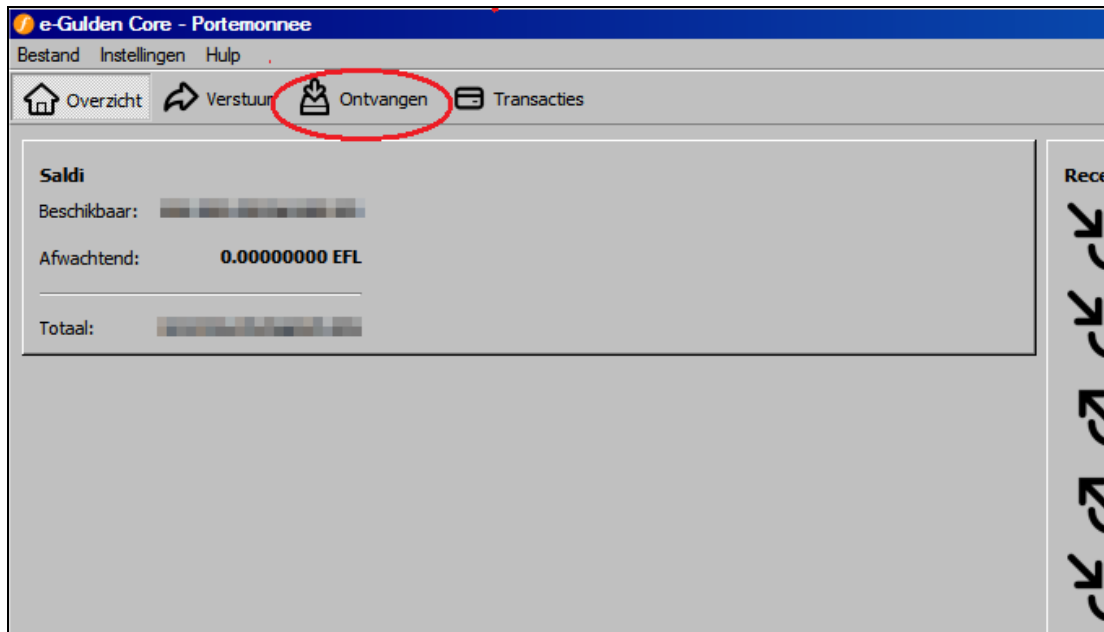 e-Gulden Core - Portemonnee
Bestand Instellingen Hulp
Overzicht Verstuur Ontvangen Transacties
Saldi
Beschikbaar:
Afwachtend: 0.00000000 EFL
Totaal: